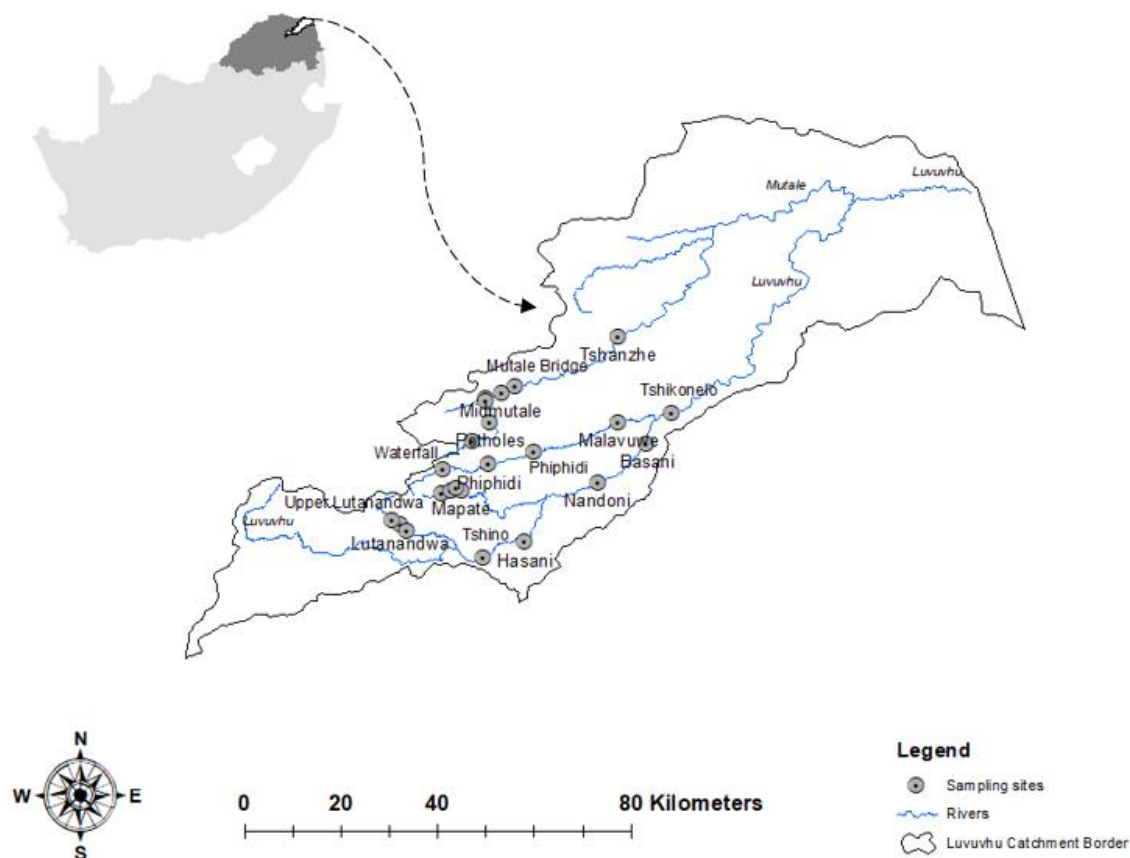 Luvuvhu
Mutale
Luvuvhu
Tshanzhe
Mutale Bridge
Tshikonelo
Midmutale
Potholes
Malavuwe
Waterfall
Basani
Phiphidi
Phiphidi
Nandoni
Upper Lutanandwa
Mapate
Luvuvhu
Tshino
Lutanandwa
Hasani
N
W
E
S
0 20 40 80 Kilometers
Legend
Sampling sites
Rivers
Luvuvhu Catchment Border